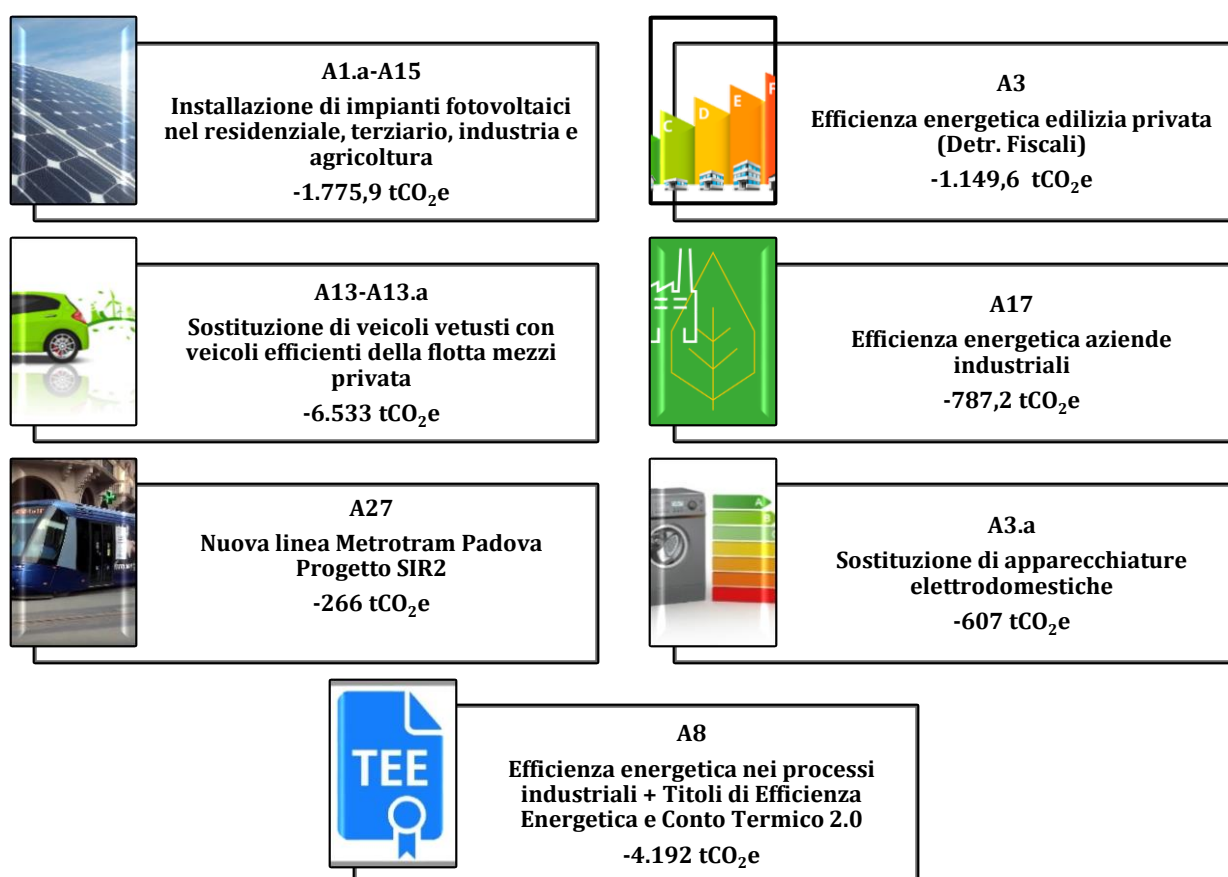 A1.a-A15
Installazione di impianti fotovoltaici
nel residenziale, terziario, industria e
agricoltura
-1.775,9 tCO₂e
C
D
E
F
A3
Efficienza energetica edilizia privata
(Detr. Fiscali)
-1.149,6 tCO₂e
A13-A13.a
Sostituzione di veicoli vetusti con
veicoli efficienti della flotta mezzi
privata
-6.533 tCO₂e
A17
Efficienza energetica aziende
industriali
-787,2 tCO₂e
A27
Nuova linea Metrotram Padova
Progetto SIR2
-266 tCO₂e
A
B
A3.a
Sostituzione di apparecchiature
elettrodomestiche
-607 tCO₂e
TEE
A8
Efficienza energetica nei processi
industriali + Titoli di Efficienza
Energetica e Conto Termico 2.0
-4.192 tCO₂e